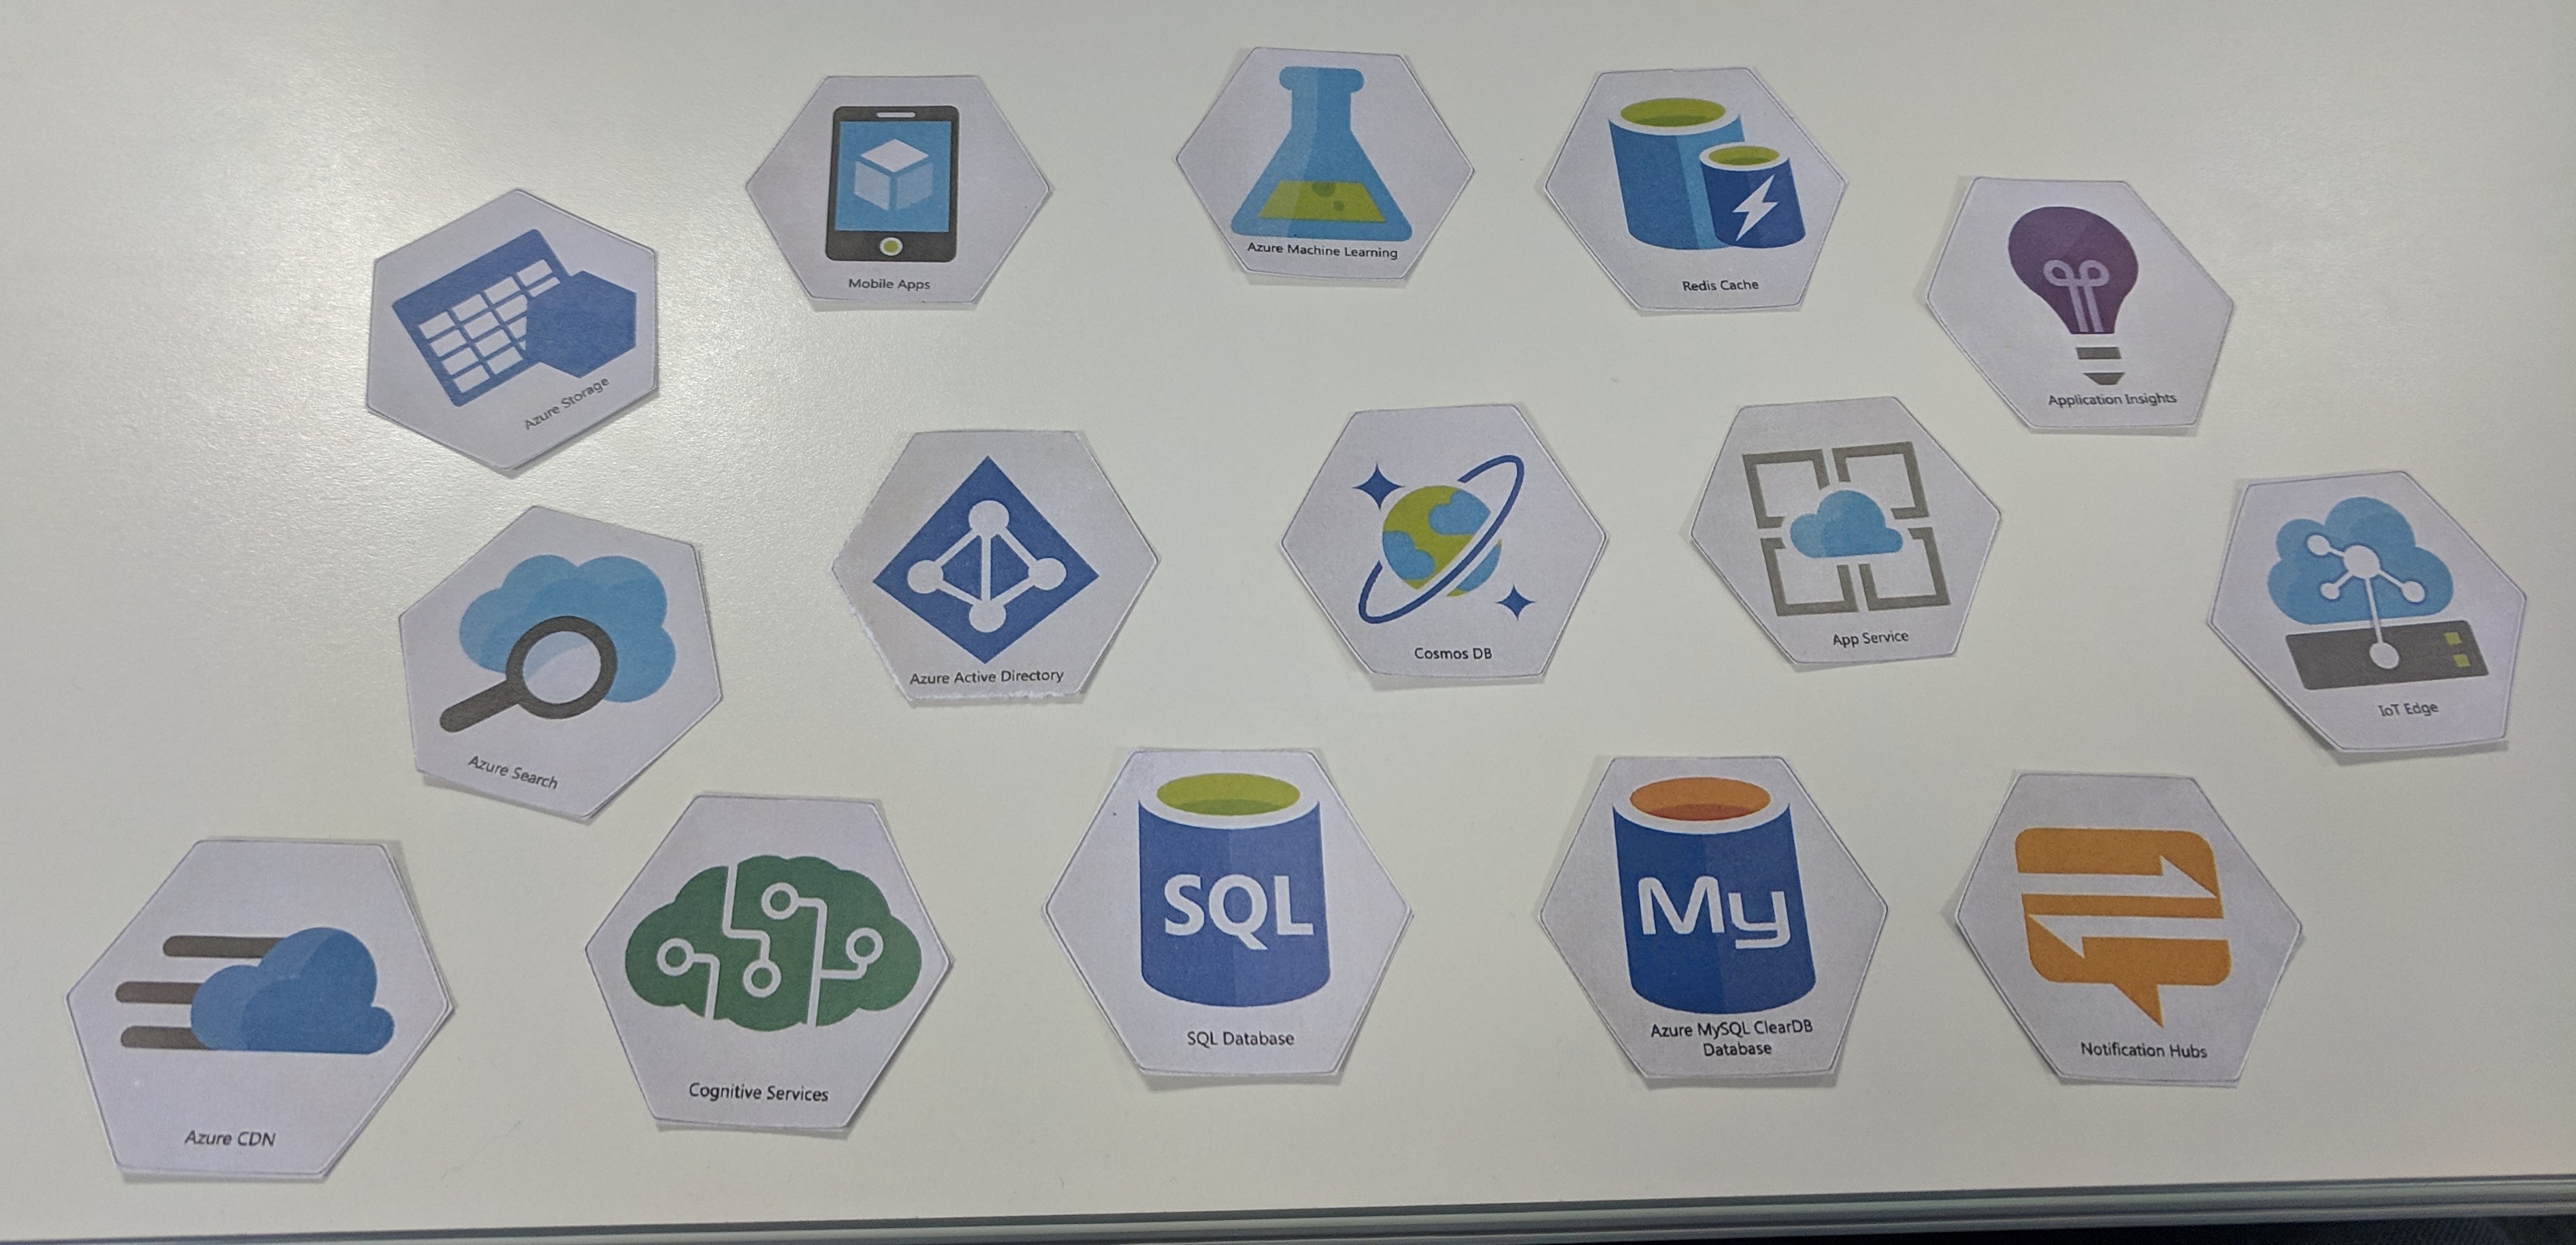 Mobile Apps
Azure Machine Learning
Redis Cache
Azure Storage
Application Insights
Azure Active Directory
Cosmos DB
App Service
IoT Edge
Azure Search
SQL
SQL Database
My
Azure MySQL ClearDB
Database
Notification Hubs
Cognitive Services
Azure CDN